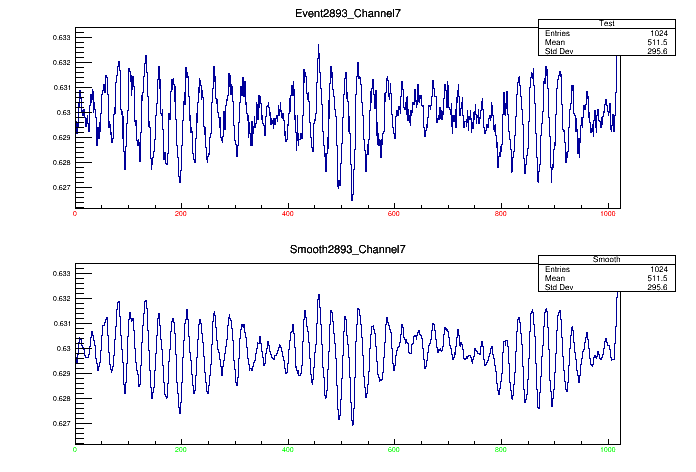 Event2893_Channel7
Test
Entries 1024
Mean 511.5
Std Dev 295.6
0.633
0.632
0.631
0.63
0.629
0.628
0.627
0 200 400 600 800 1000
Smooth2893_Channel7
Smooth
Entries 1024
Mean 511.5
Std Dev 295.6
0.633
0.632
0.631
0.63
0.629
0.628
0.627
0 200 400 600 800 1000